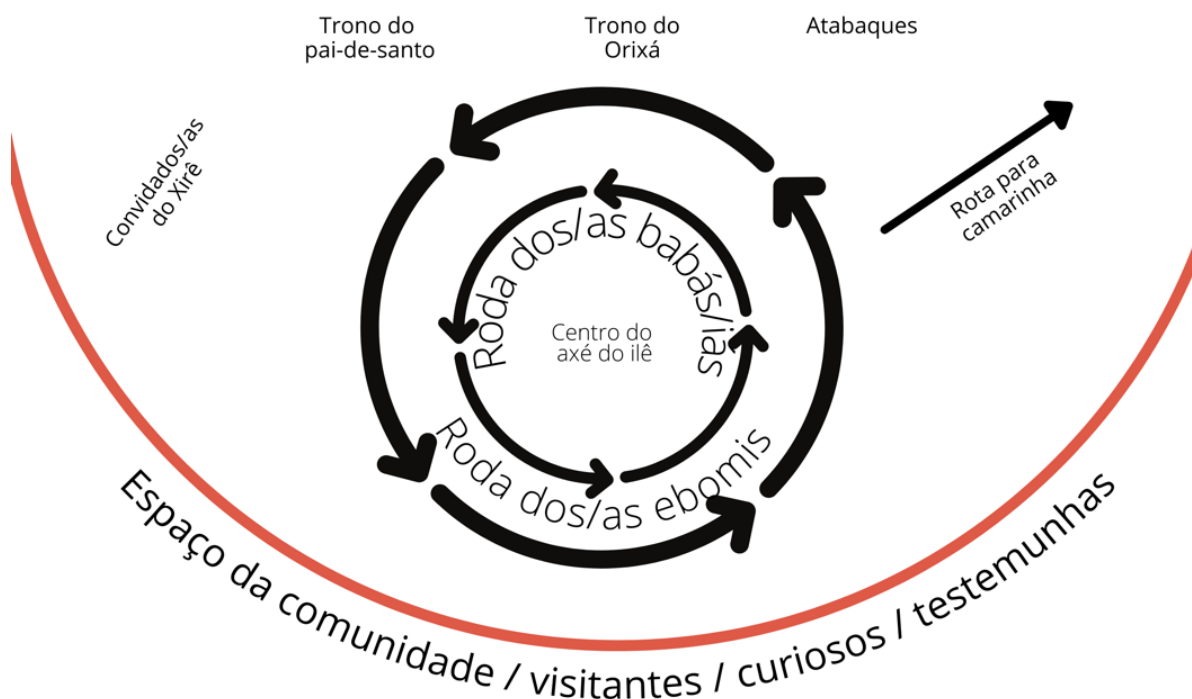 Trono do
pai-de-santo
Trono do
Orixá
Atabaques
Convidados/as
do Xirê
Rota para
camarinha
Roda dos/as babás/iás
Centro do
axé do ilê
Roda dos/as ebomis
Espaço da comunidade / visitantes / curiosos / testemunhas